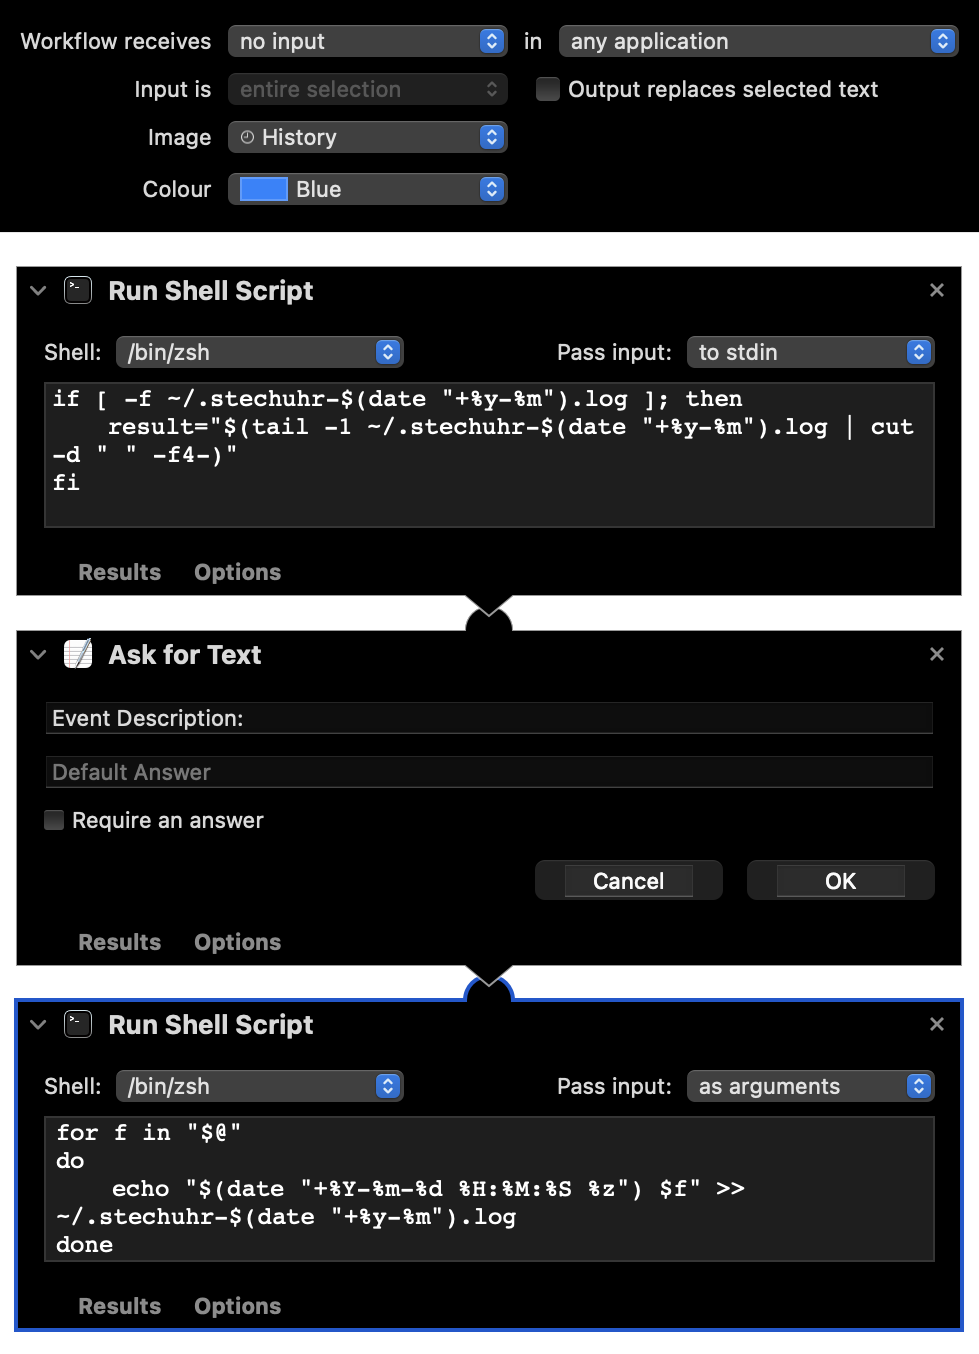 Workflow receives no input in any application
Input is entire selection Output replaces selected text
Image History
Colour Blue
Run Shell Script
Shell: /bin/zsh Pass input: to stdin
if [ -f ~/.stechuhr-$(date "+%y-%m").log ]; then
    result="$(tail -1 ~/.stechuhr-$(date "+%y-%m").log | cut
-d " " -f4-)"
fi
Results Options
Ask for Text
Event Description:
Default Answer
Require an answer
Cancel OK
Results Options
Run Shell Script
Shell: /bin/zsh Pass input: as arguments
for f in "$@"
do
    echo "$(date "+%Y-%m-%d %H:%M:%S %z") $f" >>
~/.stechuhr-$(date "+%y-%m").log
done
Results Options